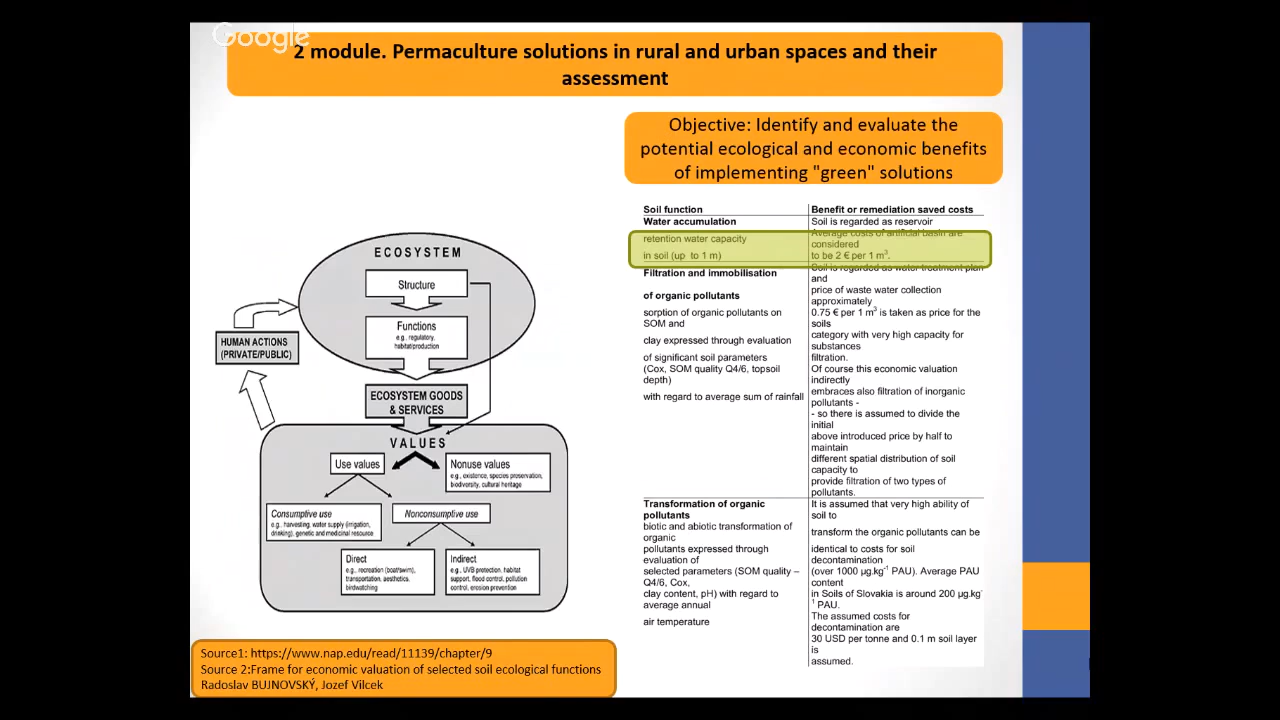 Google
2 module. Permaculture solutions in rural and urban spaces and their
assessment
Objective: Identify and evaluate the
potential ecological and economic benefits
of implementing "green" solutions
ECOSYSTEM
Structure
Functions
e.g., regulatory,
habitat/production
HUMAN ACTIONS
(PRIVATE/PUBLIC)
ECOSYSTEM GOODS
& SERVICES
VALUES
Use values
Nonuse values
e.g., existence, species preservation,
biodiversity, cultural heritage
Consumptive use
e.g., harvesting, water supply (irrigation,
drinking), genetic and medicinal resource
Nonconsumptive use
Direct
e.g., recreation (boat/swim),
transportation, aesthetics,
birdwatching
Indirect
e.g., UVB protection, habitat
support, flood control, pollution
control, erosion prevention
Soil function
Water accumulation
retention water capacity
in soil (up to 1 m)
Filtration and immobilisation
of organic pollutants
sorption of organic pollutants on
SOM and
clay expressed through evaluation
of significant soil parameters
(Cox, SOM quality Q4/6, topsoil
depth)
with regard to average sum of rainfall
Transformation of organic
pollutants
biotic and abiotic transformation of
organic
pollutants expressed through
evaluation of
selected parameters (SOM quality –
Q4/6, Cox,
clay content, pH) with regard to
average annual
air temperature
Benefit or remediation saved costs
Soil is regarded as reservoir
Average costs of artificial basin are
considered
to be 2 € per 1 m³.
Soil is regarded as water treatment plan
and
price of waste water collection
approximately
0.75 € per 1 m³ is taken as price for the
soils
category with very high capacity for
substances
filtration.
Of course this economic valuation
indirectly
embraces also filtration of inorganic
pollutants -
- so there is assumed to divide the
initial
above introduced price by half to
maintain
different spatial distribution of soil
capacity to
provide filtration of two types of
pollutants.
It is assumed that very high ability of
soil to
transform the organic pollutants can be
identical to costs for soil
decontamination
(over 1000 µg.kg⁻¹ PAU). Average PAU
content
in Soils of Slovakia is around 200 µg.kg⁻
¹ PAU.
The assumed costs for
decontamination are
30 USD per tonne and 0.1 m soil layer
is
assumed.
Source1: https://www.nap.edu/read/11139/chapter/9
Source 2:Frame for economic valuation of selected soil ecological functions
Radoslav BUJNOVSKÝ, Jozef Vilcek